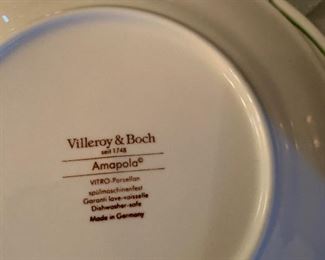 Villeroy & Boch
seit 1748
Amapola©
VITRO-Porzellan
spülmaschinenfest
Garanti lave-vaisselle
Dishwasher-safe
Made in Germany